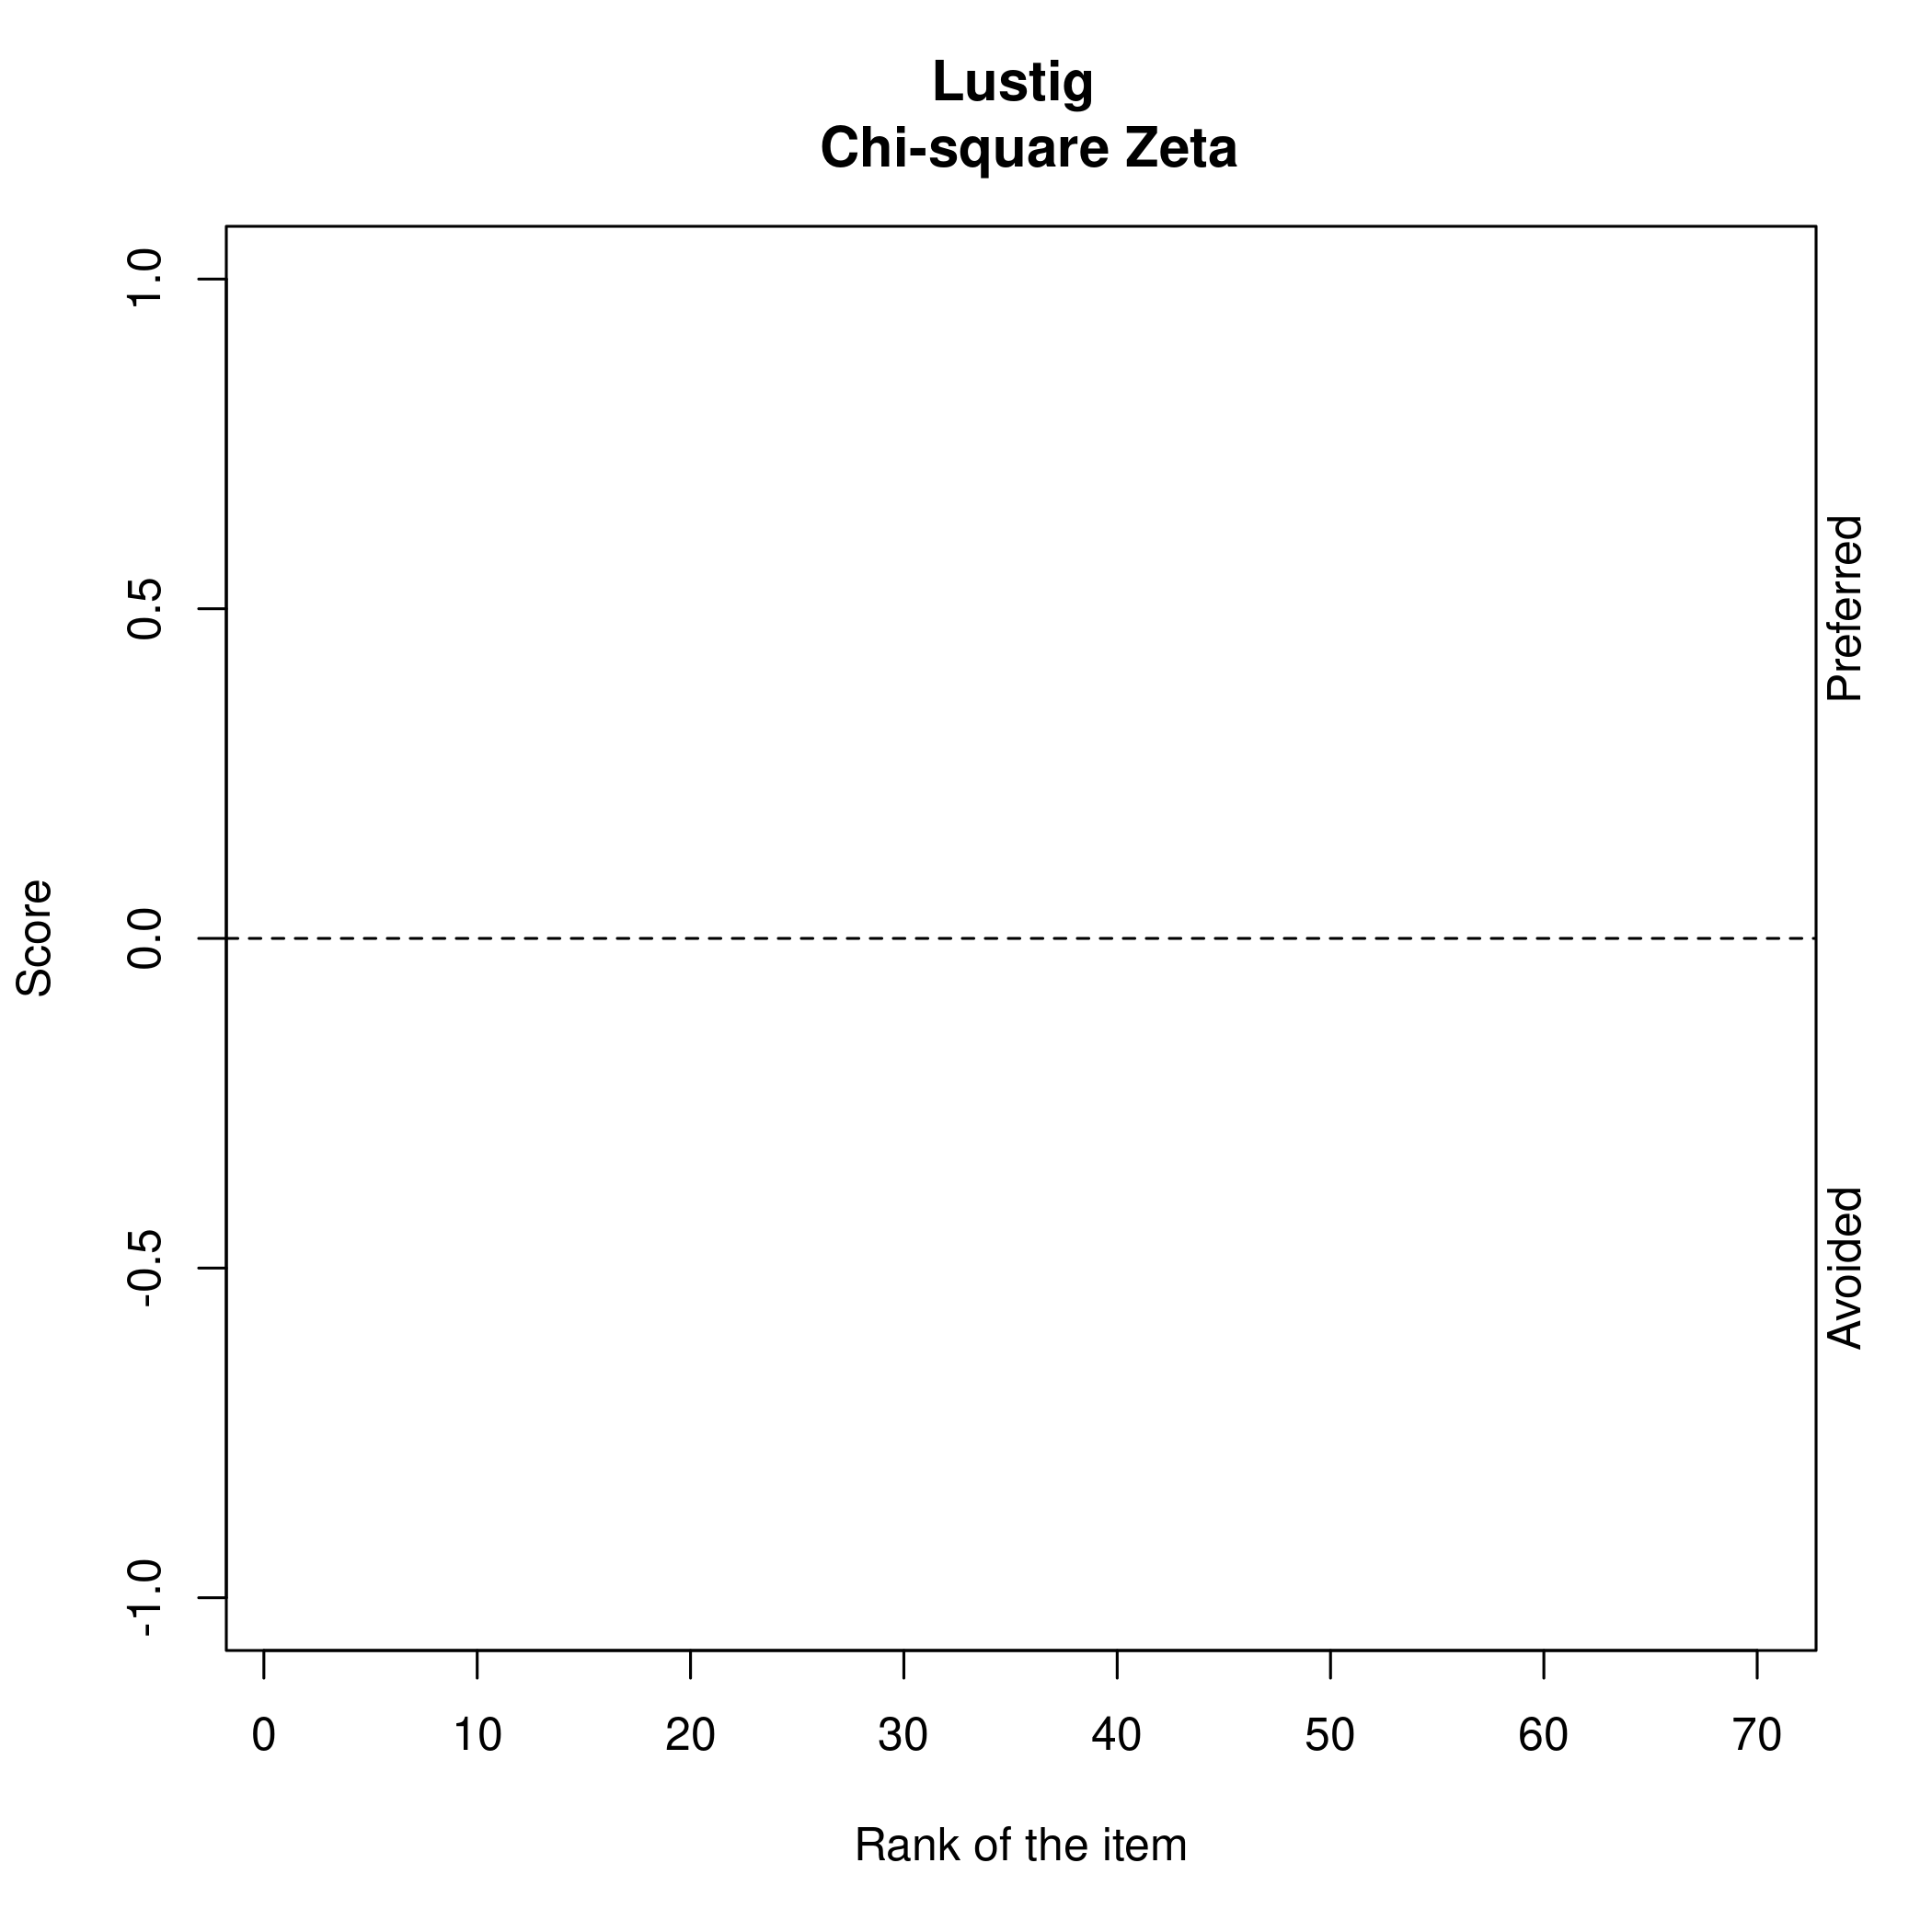 Lustig
Chi-square Zeta
1.0
0.5
0.0
-0.5
-1.0
Score
Preferred
Avoided
0 10 20 30 40 50 60 70
Rank of the item